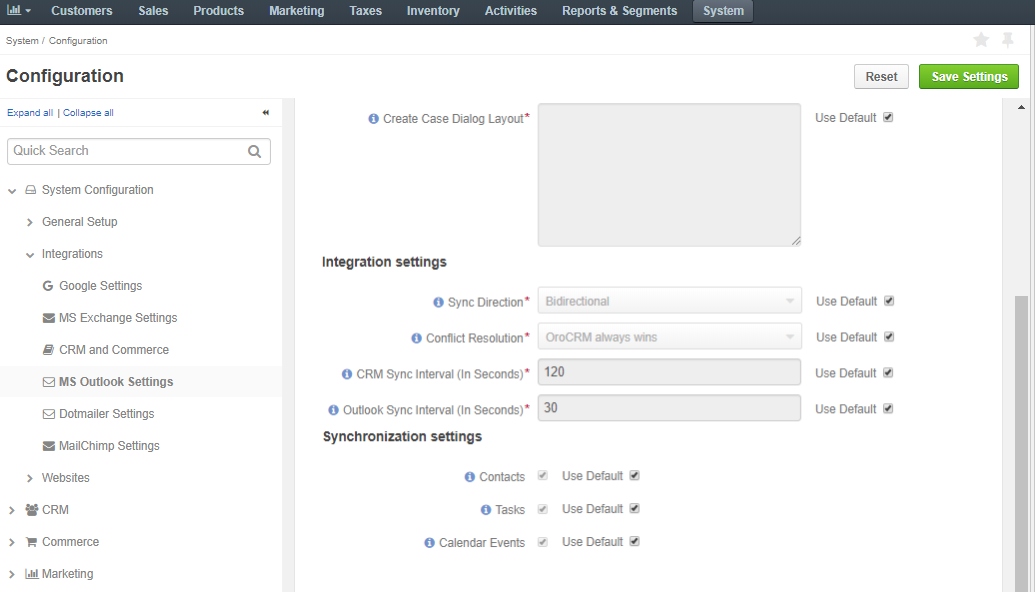 Customers Sales Products Marketing Taxes Inventory Activities Reports & Segments System
System / Configuration
Configuration
Reset Save Settings
Expand all | Collapse all
Quick Search
System Configuration
General Setup
Integrations
Google Settings
MS Exchange Settings
CRM and Commerce
MS Outlook Settings
Dotmailer Settings
MailChimp Settings
Websites
CRM
Commerce
Marketing
Create Case Dialog Layout* Use Default
Integration settings
Sync Direction* Bidirectional Use Default
Conflict Resolution* OroCRM always wins Use Default
CRM Sync Interval (In Seconds)* 120 Use Default
Outlook Sync Interval (In Seconds)* 30 Use Default
Synchronization settings
Contacts Use Default
Tasks Use Default
Calendar Events Use Default